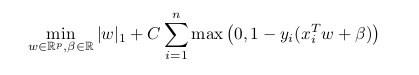 min_{w∈ℝ^p, β∈ℝ} |w|_1 + C ∑_{i=1}^{n} max(0, 1 − y_i(x_i^T w + β))